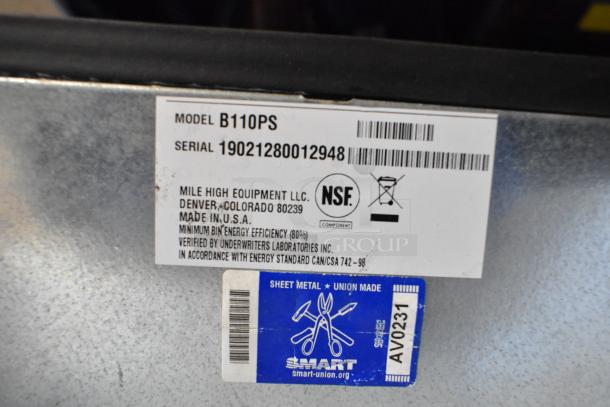 MODEL B110PS
SERIAL 19021280012948
MILE HIGH EQUIPMENT LLC.
DENVER, COLORADO 80239
MADE IN U.S.A.
MINIMUM BIN ENERGY EFFICIENCY (80%)
VERIFIED BY UNDERWRITERS LABORATORIES INC.
IN ACCORDANCE WITH ENERGY STANDARD CAN/CSA 742-98
NSF.
COMPONENT
GROUP
SHEET METAL ★ UNION MADE
SMART
smart-union.org
AV0231